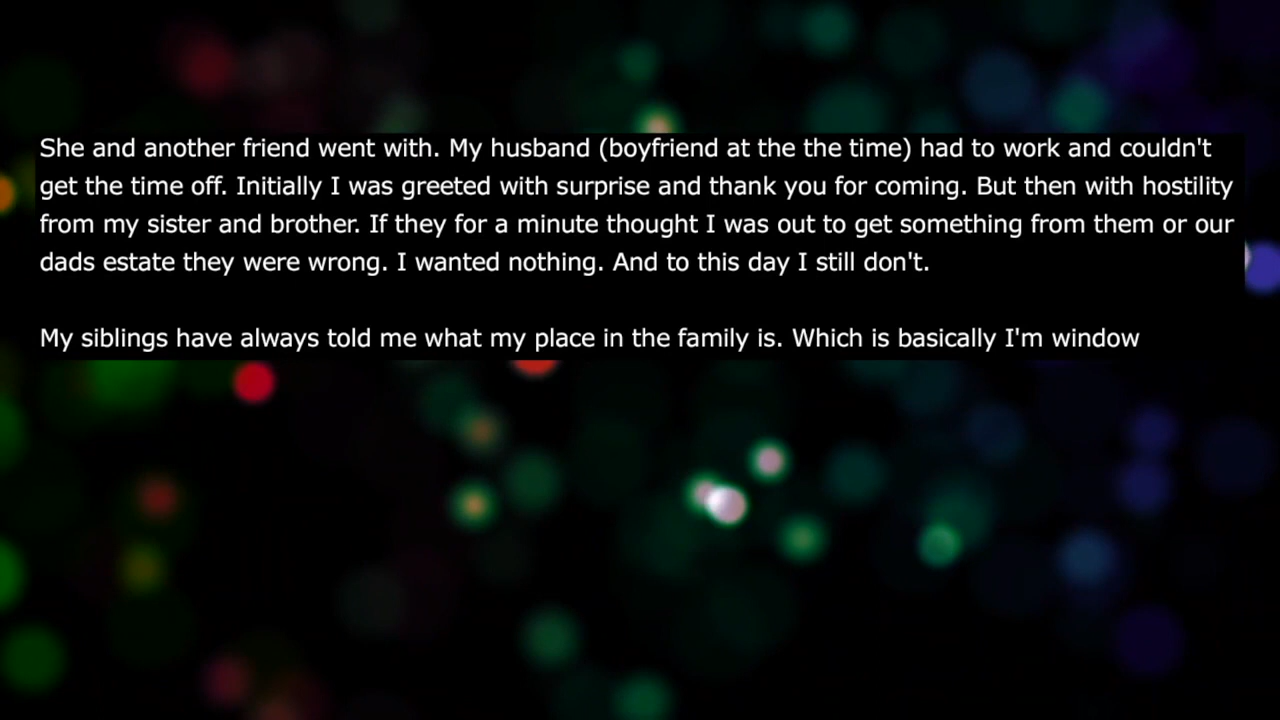 She and another friend went with. My husband (boyfriend at the the time) had to work and couldn't
get the time off. Initially I was greeted with surprise and thank you for coming. But then with hostility
from my sister and brother. If they for a minute thought I was out to get something from them or our
dads estate they were wrong. I wanted nothing. And to this day I still don't.
My siblings have always told me what my place in the family is. Which is basically I'm window